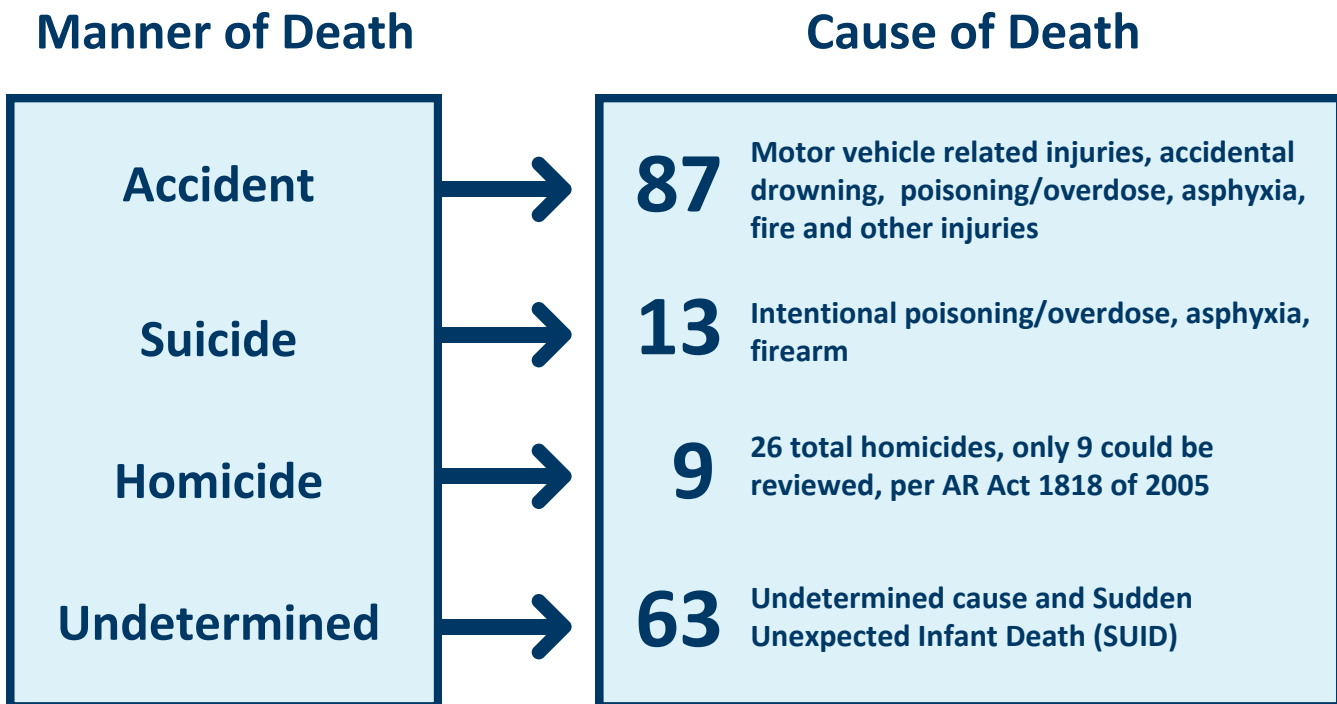 Manner of Death
Cause of Death
Accident
87
Motor vehicle related injuries, accidental
drowning, poisoning/overdose, asphyxia,
fire and other injuries
Suicide
13
Intentional poisoning/overdose, asphyxia,
firearm
Homicide
9
26 total homicides, only 9 could be
reviewed, per AR Act 1818 of 2005
Undetermined
63
Undetermined cause and Sudden
Unexpected Infant Death (SUID)